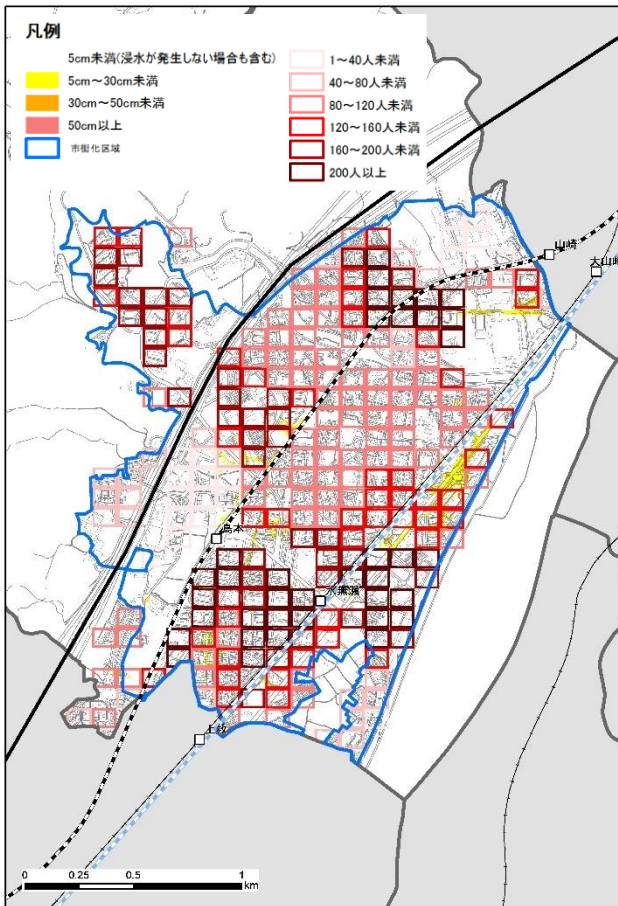 凡例
5cm未満(浸水が発生しない場合も含む)
5cm～30cm未満
30cm～50cm未満
50cm以上
市街化区域
1～40人未満
40～80人未満
80～120人未満
120～160人未満
160～200人未満
200人以上
山崎
大山崎
島本
水無瀬
上牧
0 0.25 0.5 1
km